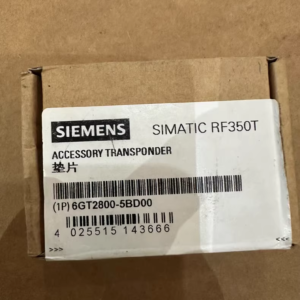 SIEMENS SIMATIC RF350T
ACCESSORY TRANSPONDER
垫片
(1P)6GT2800-5BD00
4 025515 143666
>>> <<<